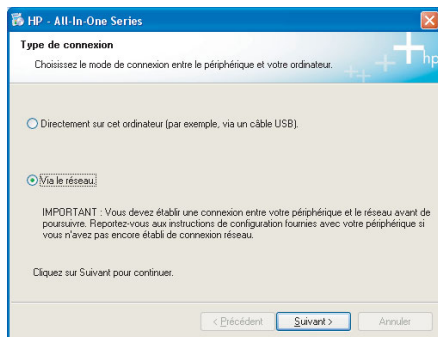 HP - All-In-One Series
Type de connexion
Choisissez le mode de connexion entre le périphérique et votre ordinateur.
hp
Directement sur cet ordinateur (par exemple, via un câble USB).
Via le réseau.
IMPORTANT : Vous devez établir une connexion entre votre périphérique et le réseau avant de
poursuivre. Reportez-vous aux instructions de configuration fournies avec votre périphérique si
vous n'avez pas encore établi de connexion réseau.
Cliquez sur Suivant pour continuer.
< Précédent Suivant > Annuler